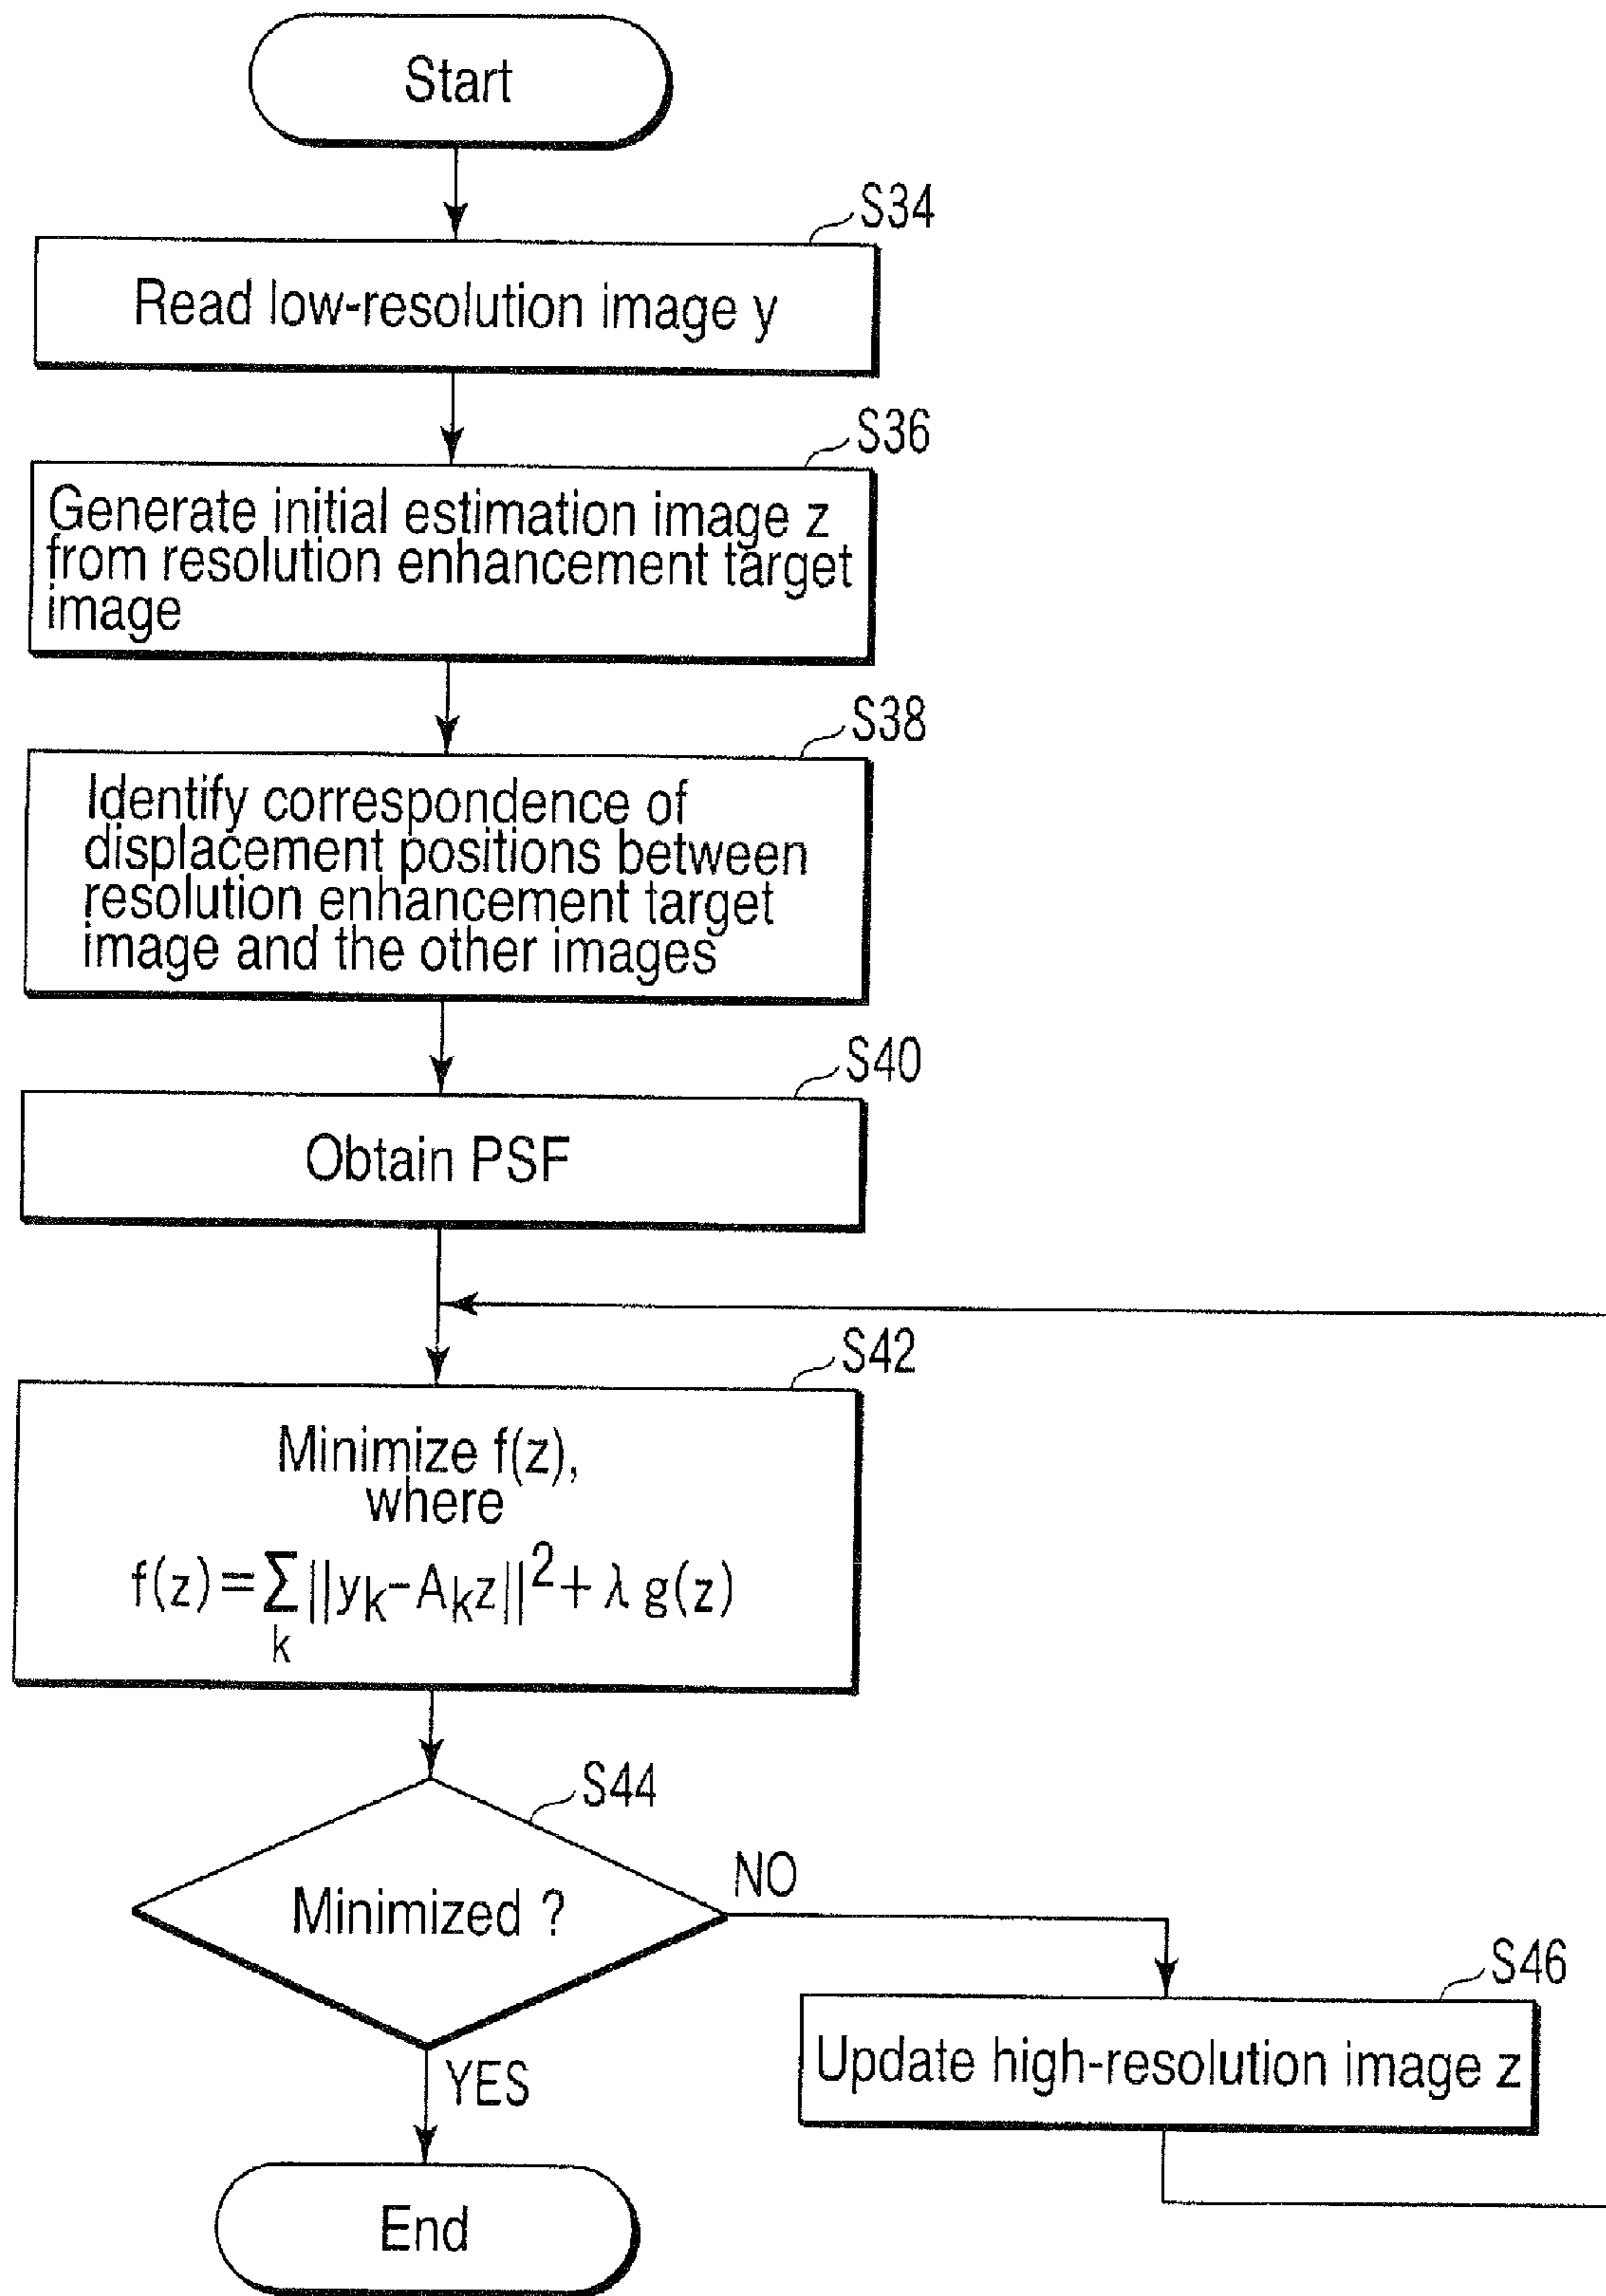 Start
S34
Read low-resolution image y
S36
Generate initial estimation image z
from resolution enhancement target
image
S38
Identify correspondence of
displacement positions between
resolution enhancement target
image and the other images
S40
Obtain PSF
S42
Minimize f(z),
where
f(z)=∑||yk-Akz||²+λ g(z)
k
S44
Minimized ?
NO
S46
Update high-resolution image z
YES
End